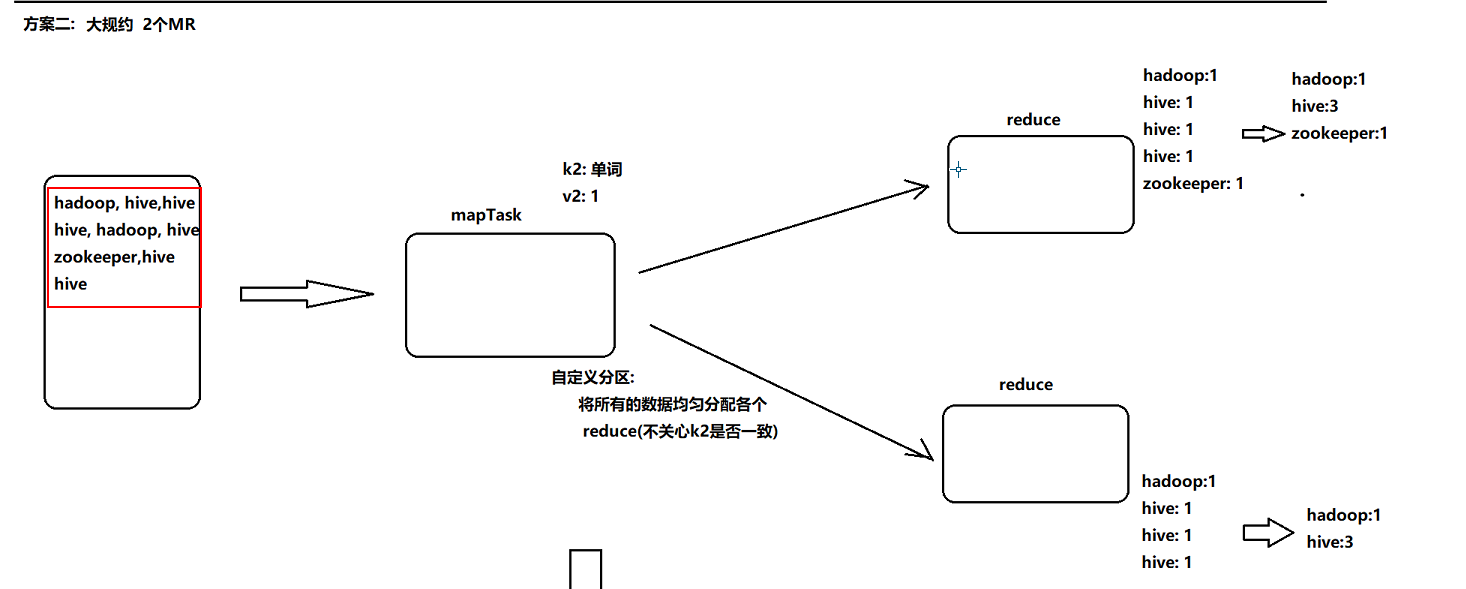 方案二: 大规约 2个MR
hadoop, hive,hive
hive, hadoop, hive
zookeeper,hive
hive
k2: 单词
v2: 1
mapTask
自定义分区:
将所有的数据均匀分配各个
reduce(不关心k2是否一致)
reduce
hadoop:1
hive: 1
hive: 1
hive: 1
zookeeper: 1
hadoop:1
hive:3
zookeeper:1
reduce
hadoop:1
hive: 1
hive: 1
hive: 1
hadoop:1
hive:3